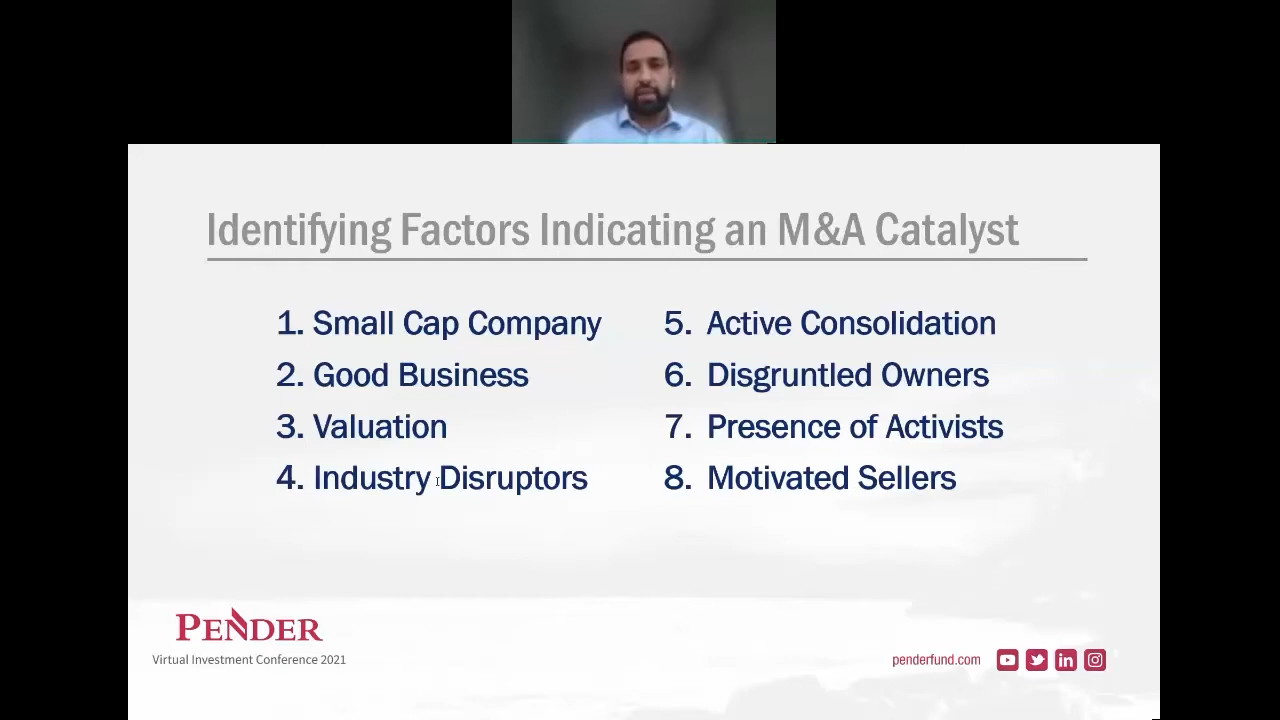 Identifying Factors Indicating an M&A Catalyst
1. Small Cap Company
2. Good Business
3. Valuation
4. Industry Disruptors
5. Active Consolidation
6. Disgruntled Owners
7. Presence of Activists
8. Motivated Sellers
PENDER
Virtual Investment Conference 2021
penderfund.com